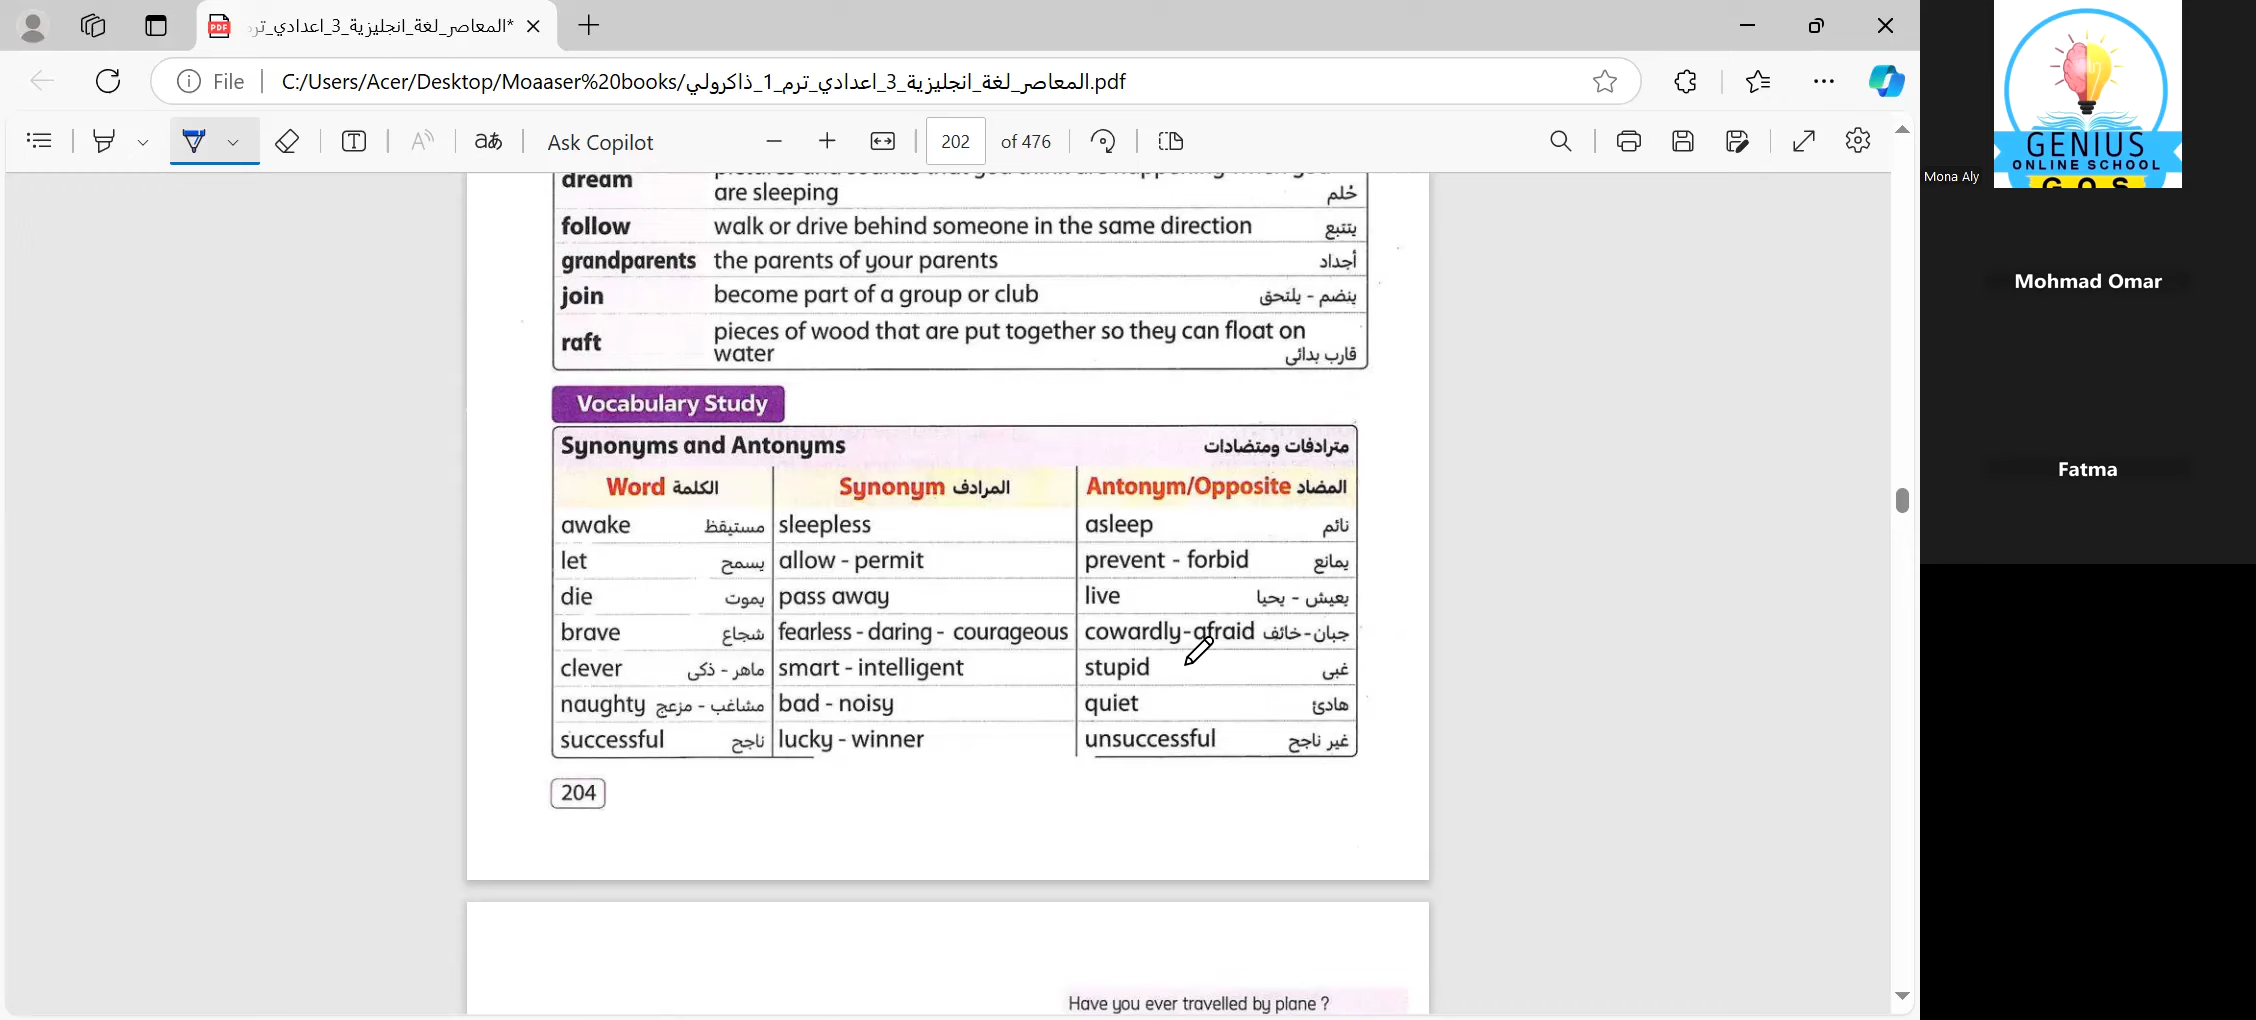 *المعاصر_لغة_انجليزية_3_اعدادي_تر
File C:/Users/Acer/Desktop/Moaaser%20books/المعاصر_لغة_انجليزية_3_اعدادي_ترم_1_ذاكرولي.pdf
Ask Copilot 202 of 476
dream
are sleeping حُلم
follow walk or drive behind someone in the same direction يتتبع
grandparents the parents of your parents أجداد
join become part of a group or club ينضم - يلتحق
raft pieces of wood that are put together so they can float on
water قارب بدائى
Vocabulary Study
Synonyms and Antonyms مترادفات ومتضادات
Word الكلمة Synonym المرادف Antonym/Opposite المضاد
awake مستيقظ sleepless asleep نائم
let يسمح allow - permit prevent - forbid يمانع
die يموت pass away live يعيش - يحيا
brave شجاع fearless - daring - courageous cowardly-afraid جبان-خائف
clever ماهر - ذكى smart - intelligent stupid غبى
naughty مشاغب - مزعج bad - noisy quiet هادئ
successful ناجح lucky - winner unsuccessful غير ناجح
204
Have you ever travelled by plane ?
GENIUS
ONLINE SCHOOL
GOS
Mona Aly
Mohmad Omar
Fatma